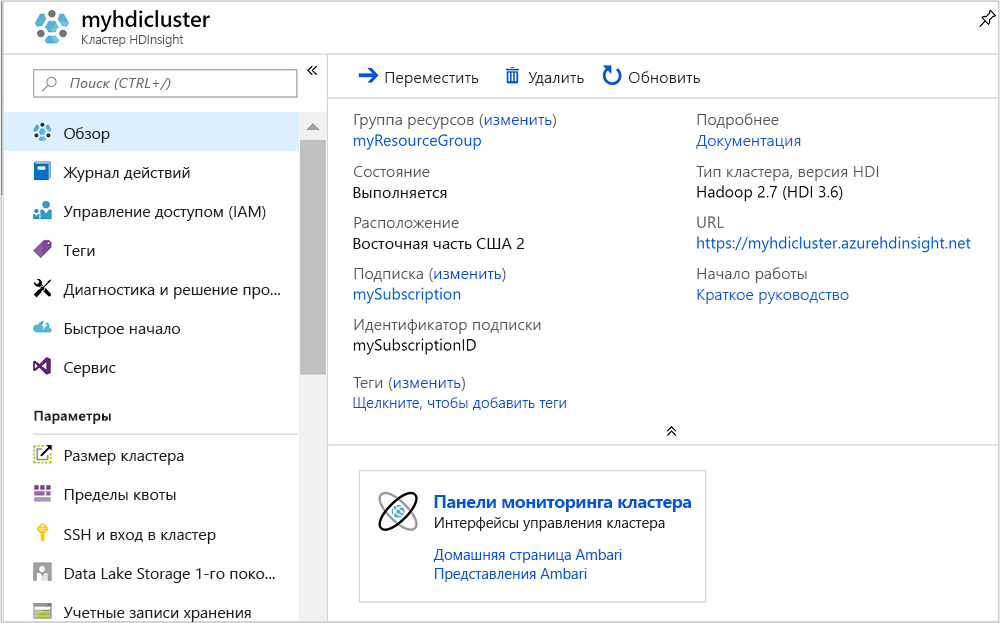 myhdicluster
Кластер HDInsight
Поиск (CTRL+/)
Обзор
Журнал действий
Управление доступом (IAM)
Теги
Диагностика и решение про...
Быстрое начало
Сервис
Параметры
Размер кластера
Пределы квоты
SSH и вход в кластер
Data Lake Storage 1-го поко...
Учетные записи хранения
Переместить Удалить Обновить
Группа ресурсов (изменить)
myResourceGroup
Состояние
Выполняется
Расположение
Восточная часть США 2
Подписка (изменить)
mySubscription
Идентификатор подписки
mySubscriptionID
Теги (изменить)
Щелкните, чтобы добавить теги
Подробнее
Документация
Тип кластера, версия HDI
Hadoop 2.7 (HDI 3.6)
URL
https://myhdicluster.azurehdinsight.net
Начало работы
Краткое руководство
Панели мониторинга кластера
Интерфейсы управления кластера
Домашняя страница Ambari
Представления Ambari